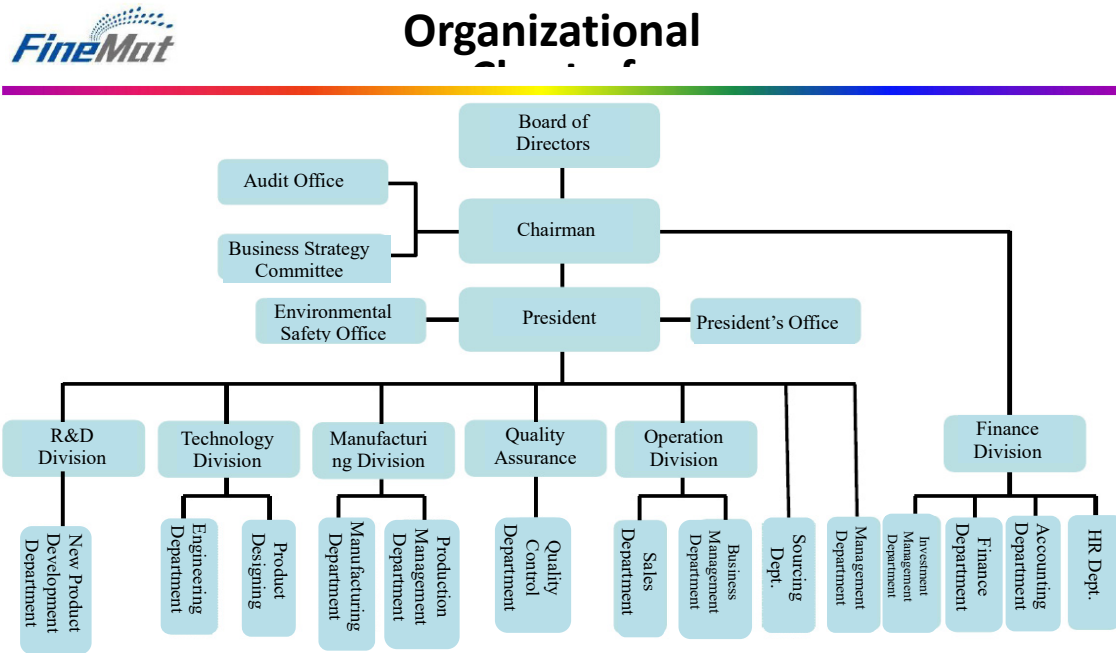 FineMat
Organizational
Board of
Directors
Audit Office
Chairman
Business Strategy
Committee
Environmental
Safety Office
President
President's Office
R&D
Division
Technology
Division
Manufacturi
ng Division
Quality
Assurance
Operation
Division
Finance
Division
New Product
Development
Department
Engineering
Department
Product
Designing
Manufacturing
Department
Production
Management
Department
Quality
Control
Department
Sales
Department
Business
Management
Department
Sourcing
Dept.
Management
Department
Investment
Management
Department
Finance
Department
Accounting
Department
HR Dept.